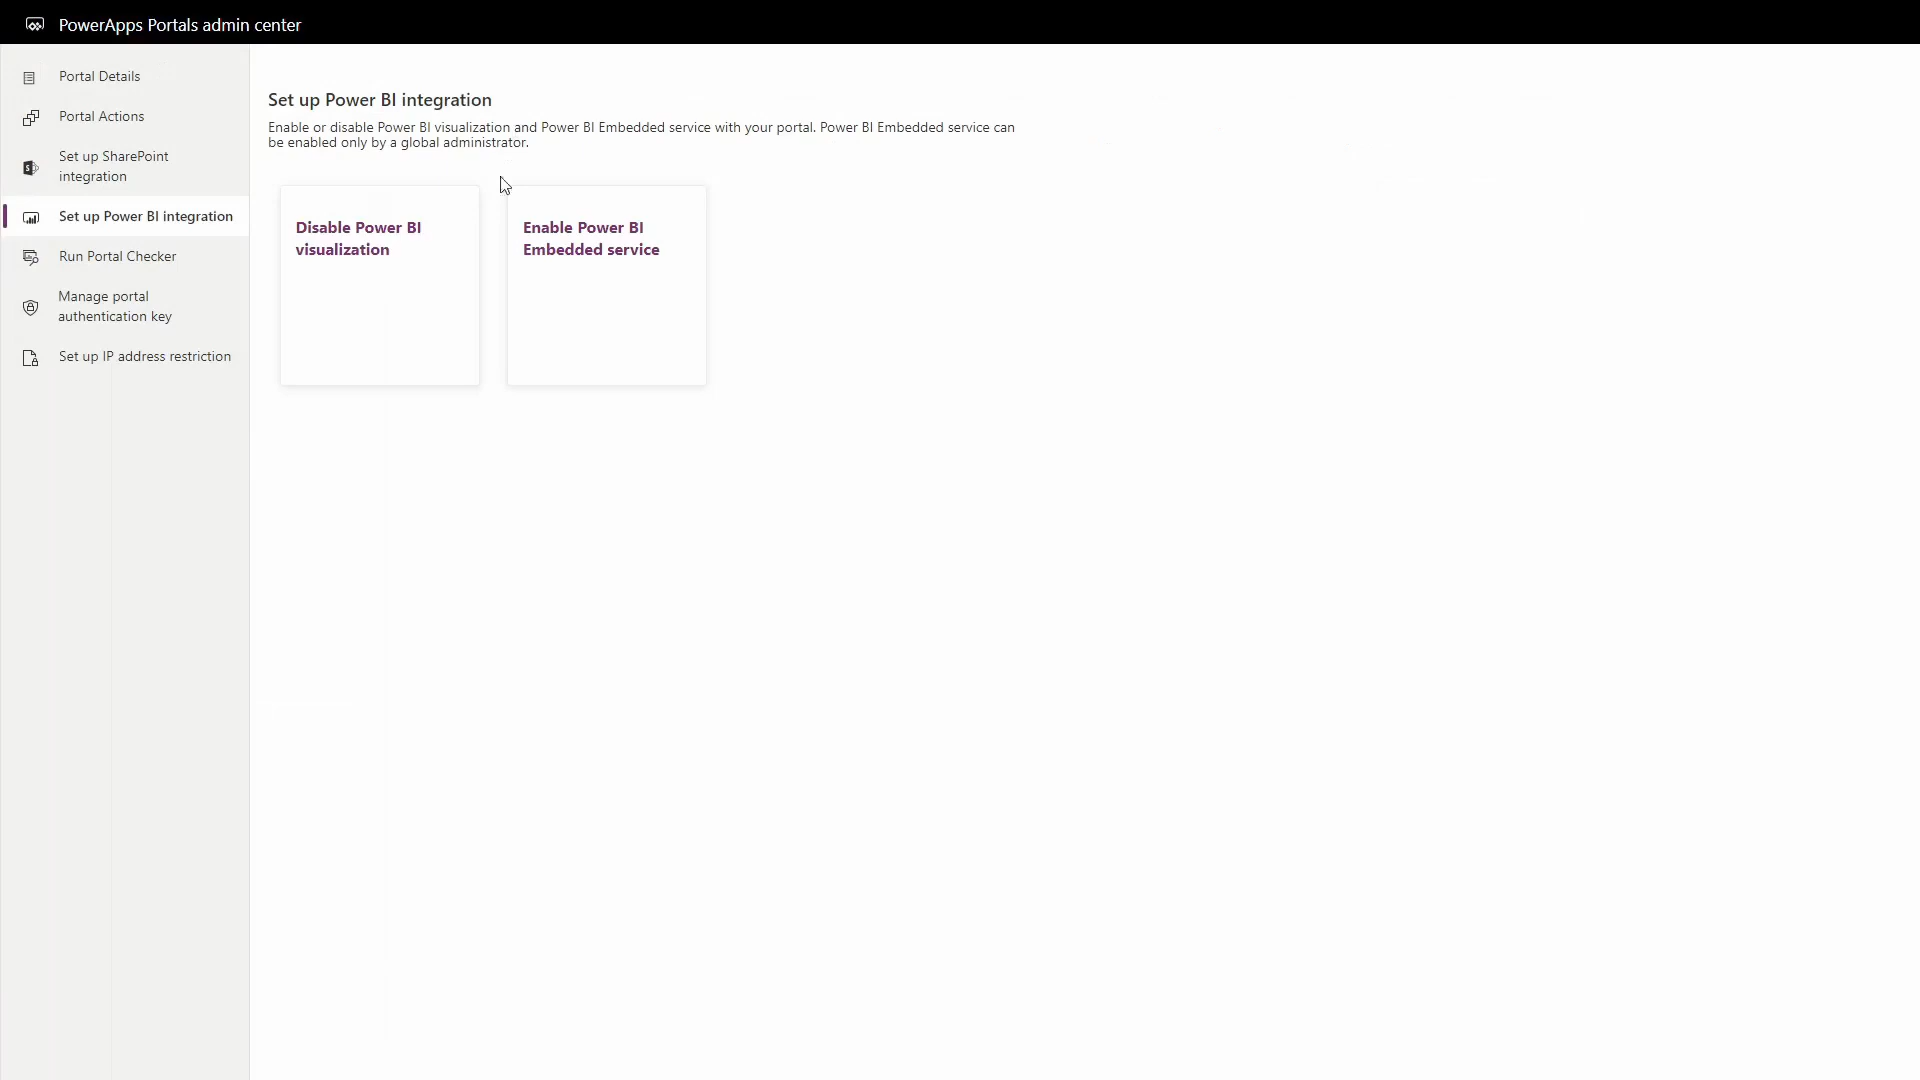 PowerApps Portals admin center
Portal Details
Portal Actions
Set up SharePoint
integration
Set up Power BI integration
Run Portal Checker
Manage portal
authentication key
Set up IP address restriction
Set up Power BI integration
Enable or disable Power BI visualization and Power BI Embedded service with your portal. Power BI Embedded service can
be enabled only by a global administrator.
Disable Power BI
visualization
Enable Power BI
Embedded service